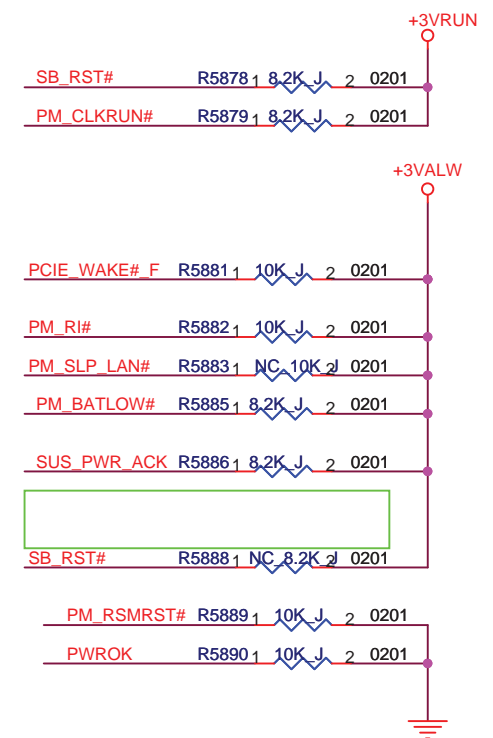 +3VRUN
SB_RST# R5878 1 8.2K_J 2 0201
PM_CLKRUN# R5879 1 8.2K_J 2 0201
+3VALW
PCIE_WAKE#_F R5881 1 10K_J 2 0201
PM_RI# R5882 1 10K_J 2 0201
PM_SLP_LAN# R5883 1 NC_10K_J 2 0201
PM_BATLOW# R5885 1 8.2K_J 2 0201
SUS_PWR_ACK R5886 1 8.2K_J 2 0201
SB_RST# R5888 1 NC_8.2K_J 2 0201
PM_RSMRST# R5889 1 10K_J 2 0201
PWROK R5890 1 10K_J 2 0201